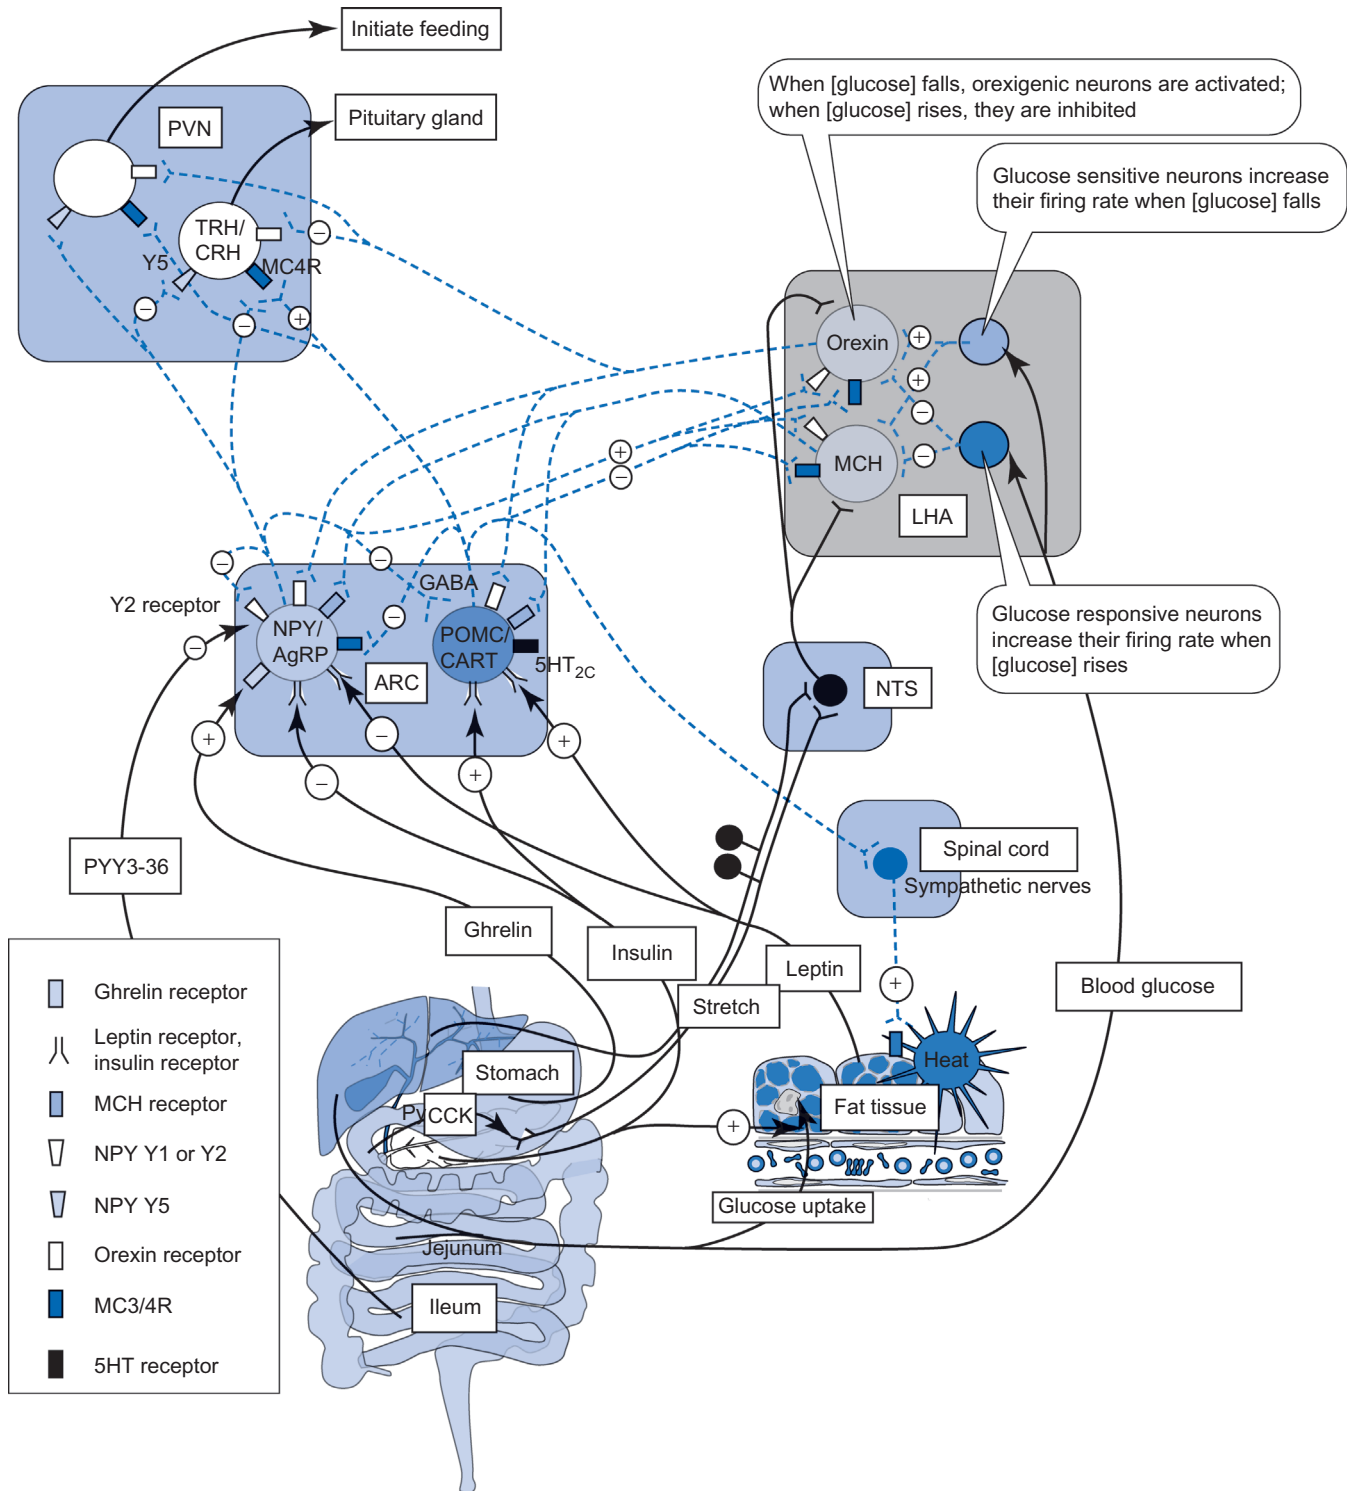 Initiate feeding
PVN
Pituitary gland
TRH/
CRH
Y5
MC4R
−
−
−
+
When [glucose] falls, orexigenic neurons are activated;
when [glucose] rises, they are inhibited
Glucose sensitive neurons increase
their firing rate when [glucose] falls
Orexin
+
+
−
MCH
−
LHA
+
−
Glucose responsive neurons
increase their firing rate when
[glucose] rises
−
−
GABA
Y2 receptor
−
NPY/
AgRP
−
POMC/
CART
5HT2C
ARC
+
−
−
+
+
NTS
Spinal cord
Sympathetic nerves
PYY3-36
Ghrelin
Insulin
Leptin
Stretch
+
Blood glucose
Ghrelin receptor
Leptin receptor,
insulin receptor
MCH receptor
NPY Y1 or Y2
NPY Y5
Orexin receptor
MC3/4R
5HT receptor
Stomach
Py
CCK
Heat
Fat tissue
+
Glucose uptake
Jejunum
Ileum